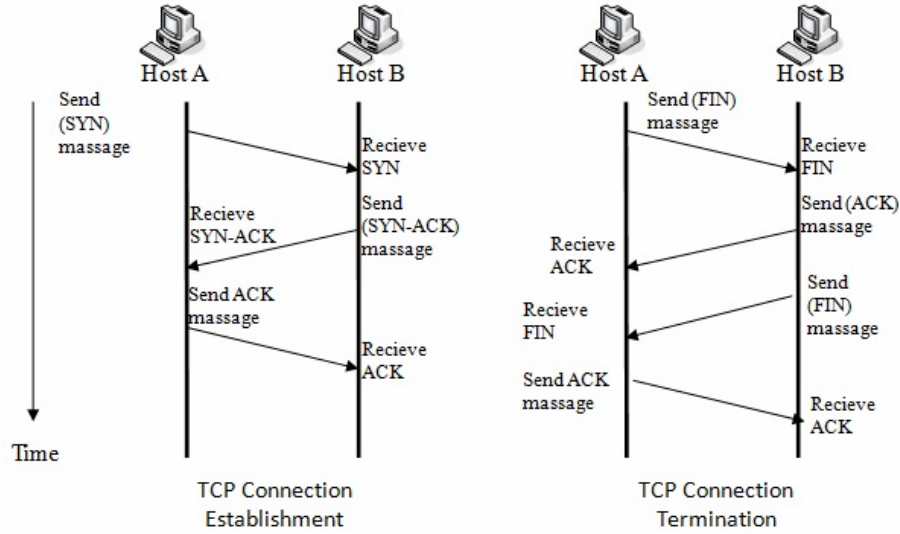 Host A
Host B
Send
(SYN)
massage
Recieve
SYN
Send
(SYN-ACK)
massage
Recieve
SYN-ACK
Send ACK
massage
Recieve
ACK
Time
TCP Connection
Establishment
Host A
Host B
Send (FIN)
massage
Recieve
FIN
Send (ACK)
massage
Recieve
ACK
Send
(FIN)
massage
Recieve
FIN
Send ACK
massage
Recieve
ACK
TCP Connection
Termination